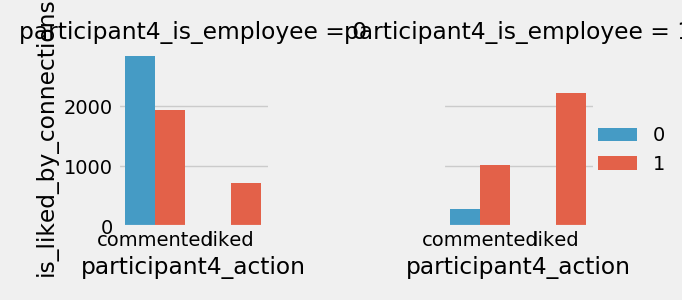 participant4_is_employee = 0
participant4_is_employee = 1
is_liked_by_connections
2000
1000
0
commented
liked
commented
liked
participant4_action
participant4_action
0
1